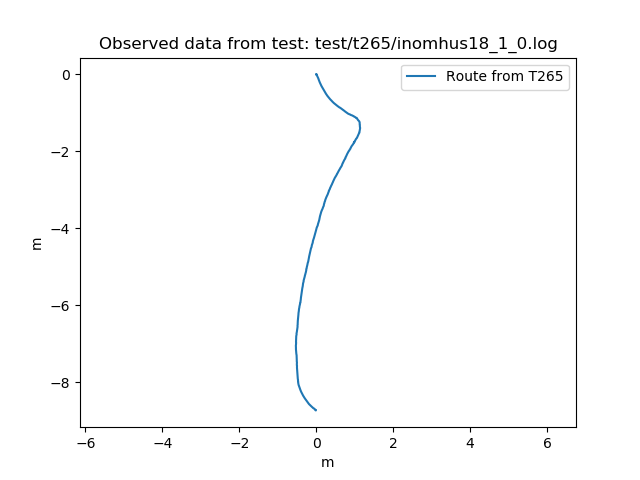 Observed data from test: test/t265/inomhus18_1_0.log
Route from T265
0
−2
−4
−6
−8
m
−6 −4 −2 0 2 4 6
m